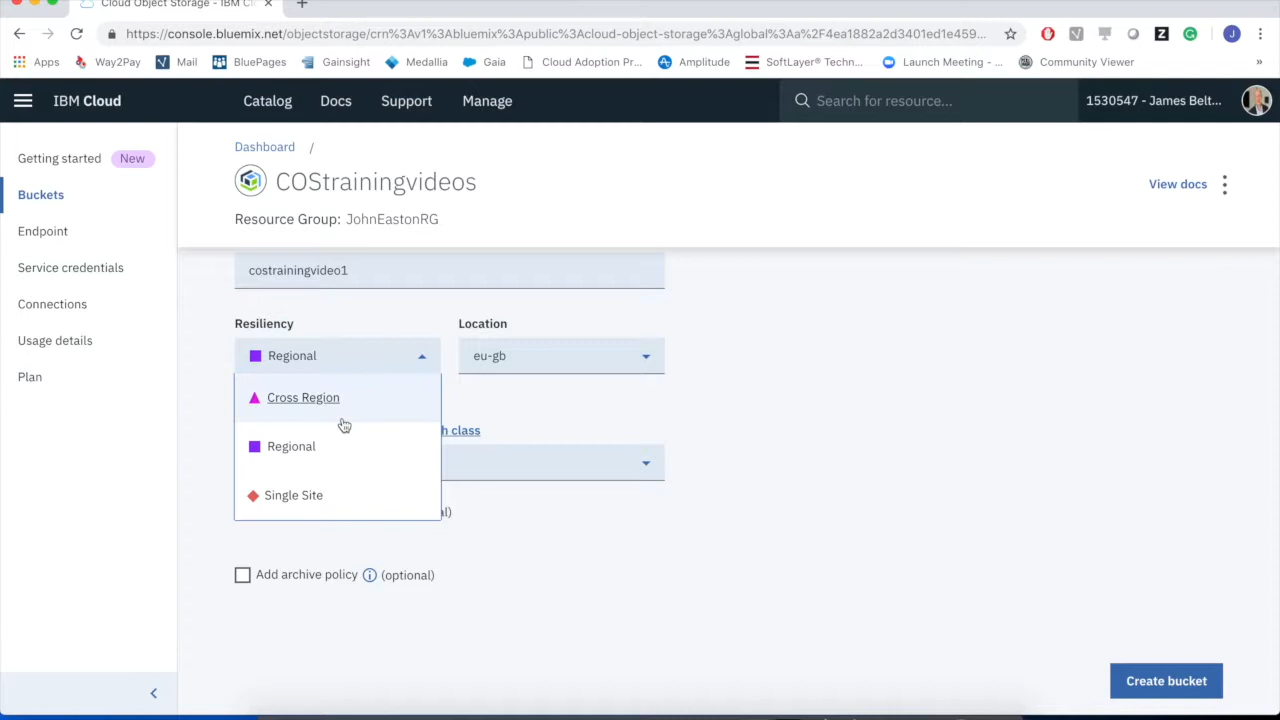 Cloud Object Storage - IBM Cl
https://console.bluemix.net/objectstorage/crn%3Av1%3Abluemix%3Apublic%3Acloud-object-storage%3Aglobal%3Aa%2F4ea1882a2d3401ed1e459...
Apps Way2Pay Mail BluePages Gainsight Medallia Gaia Cloud Adoption Pr... Amplitude SoftLayer® Techn... Launch Meeting - ... Community Viewer »
IBM Cloud Catalog Docs Support Manage Search for resource... 1530547 - James Belt...
Getting started New
Buckets
Endpoint
Service credentials
Connections
Usage details
Plan
Dashboard /
COStrainingvideos
View docs
Resource Group: JohnEastonRG
costrainingvideo1
Resiliency Location
Regional eu-gb
Cross Region
h class
Regional
Single Site
al)
Add archive policy (optional)
Create bucket